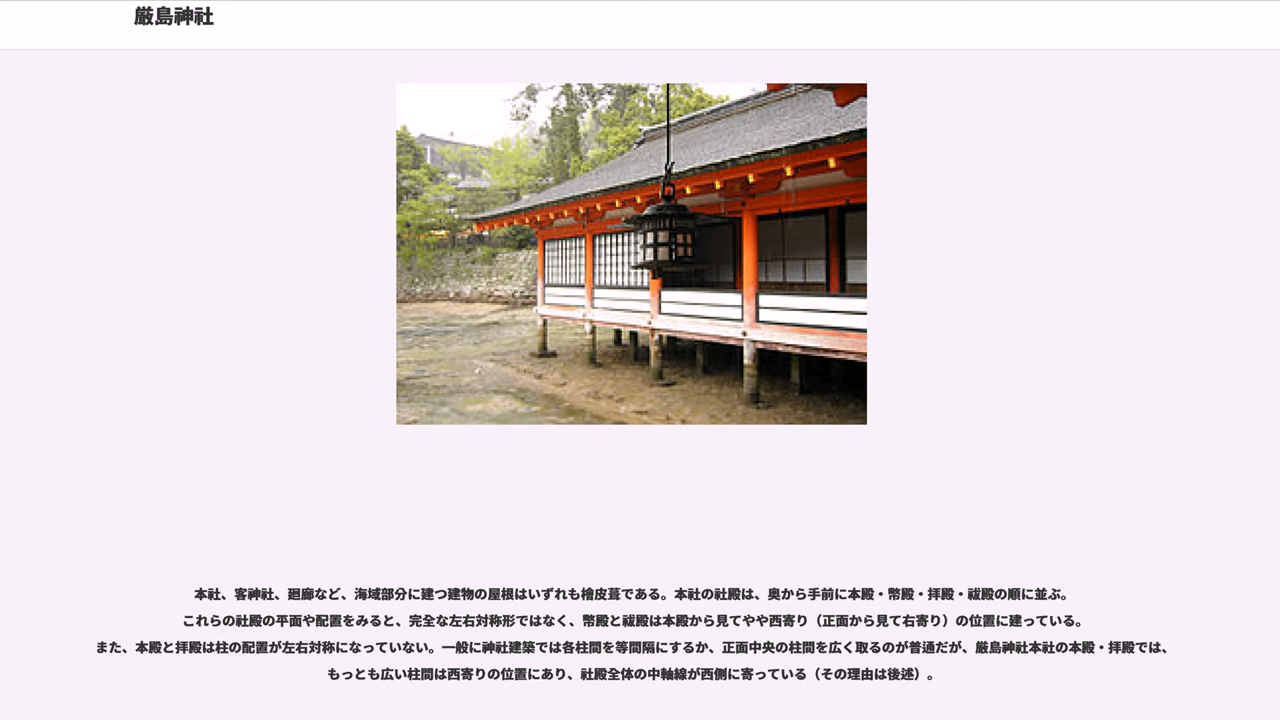 厳島神社
本社、客神社、廻廊など、海域部分に建つ建物の屋根はいずれも檜皮葺である。本社の社殿は、奥から手前に本殿・幣殿・拝殿・祓殿の順に並ぶ。
これらの社殿の平面や配置をみると、完全な左右対称形ではなく、幣殿と祓殿は本殿から見てやや西寄り（正面から見て右寄り）の位置に建っている。
また、本殿と拝殿は柱の配置が左右対称になっていない。一般に神社建築では各柱間を等間隔にするか、正面中央の柱間を広く取るのが普通だが、厳島神社本社の本殿・拝殿では、
もっとも広い柱間は西寄りの位置にあり、社殿全体の中軸線が西側に寄っている（その理由は後述）。